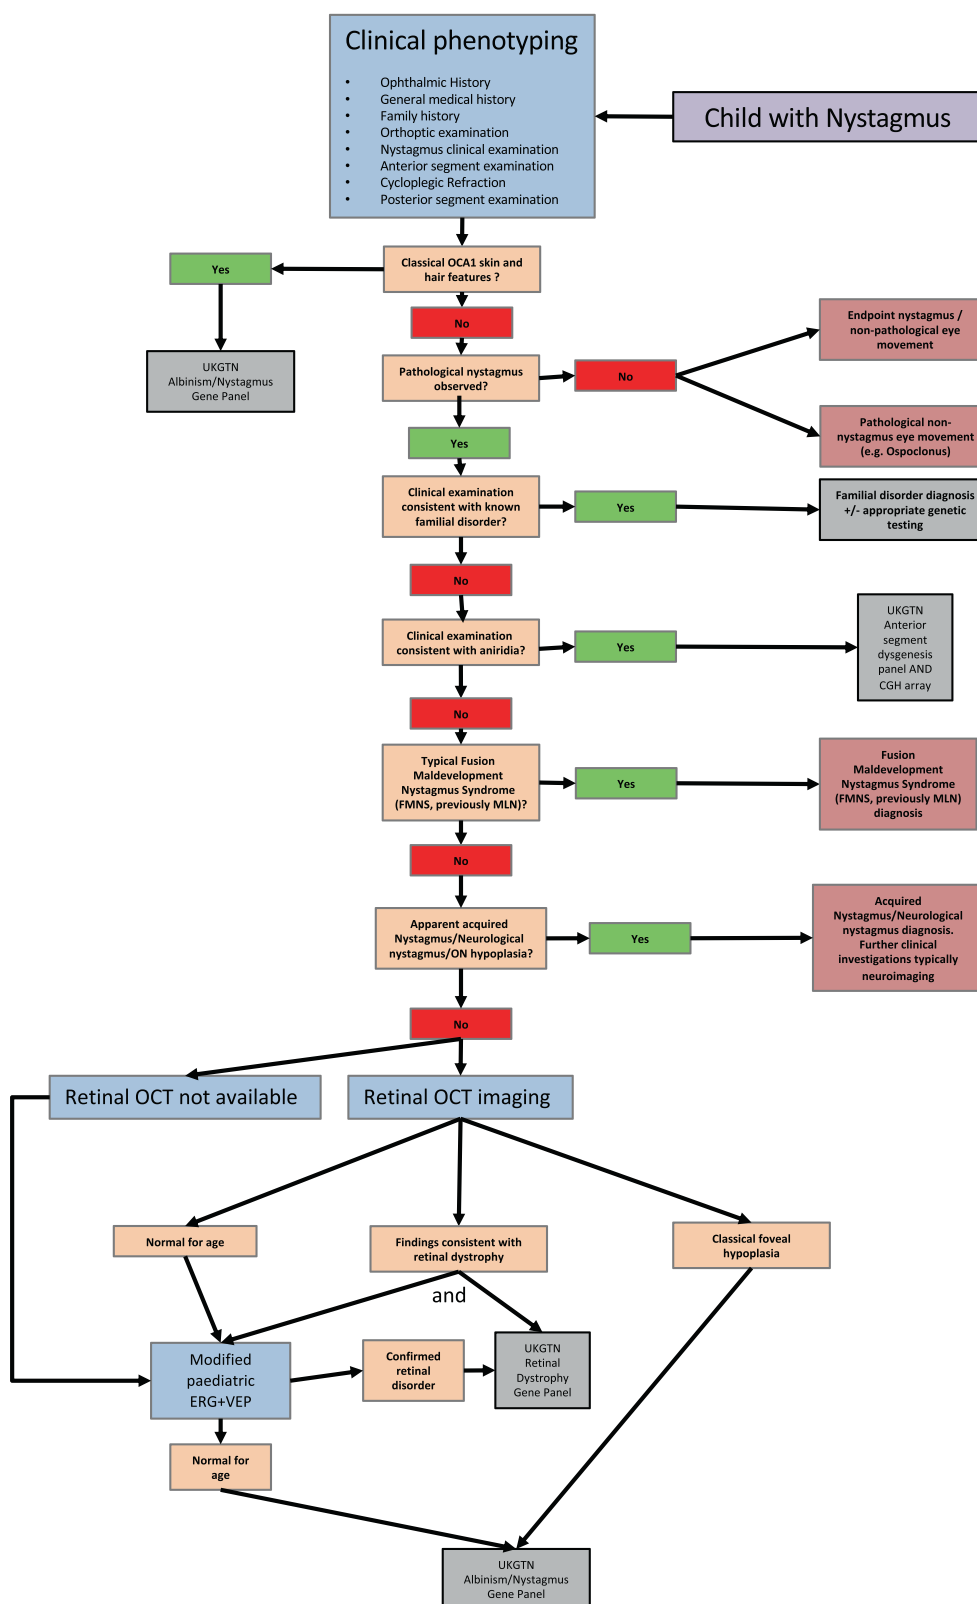 Clinical phenotyping
• Ophthalmic History
• General medical history
• Family history
• Orthoptic examination
• Nystagmus clinical examination
• Anterior segment examination
• Cycloplegic Refraction
• Posterior segment examination
Child with Nystagmus
Classical OCA1 skin and
hair features ?
Yes
UKGTN
Albinism/Nystagmus
Gene Panel
No
Pathological nystagmus
observed?
No
Endpoint nystagmus /
non-pathological eye
movement
Pathological non-
nystagmus eye movement
(e.g. Ospoclonus)
Yes
Clinical examination
consistent with known
familial disorder?
Yes
Familial disorder diagnosis
+/- appropriate genetic
testing
No
Clinical examination
consistent with aniridia?
Yes
UKGTN
Anterior
segment
dysgenesis
panel AND
CGH array
No
Typical Fusion
Maldevelopment
Nystagmus Syndrome
(FMNS, previously MLN)?
Yes
Fusion
Maldevelopment
Nystagmus Syndrome
(FMNS, previously MLN)
diagnosis
No
Apparent acquired
Nystagmus/Neurological
nystagmus/ON hypoplasia?
Yes
Acquired
Nystagmus/Neurological
nystagmus diagnosis.
Further clinical
investigations typically
neuroimaging
No
Retinal OCT not available
Retinal OCT imaging
Normal for age
Findings consistent with
retinal dystrophy
Classical foveal
hypoplasia
and
Modified
paediatric
ERG+VEP
Confirmed
retinal
disorder
UKGTN
Retinal
Dystrophy
Gene Panel
Normal for
age
UKGTN
Albinism/Nystagmus
Gene Panel